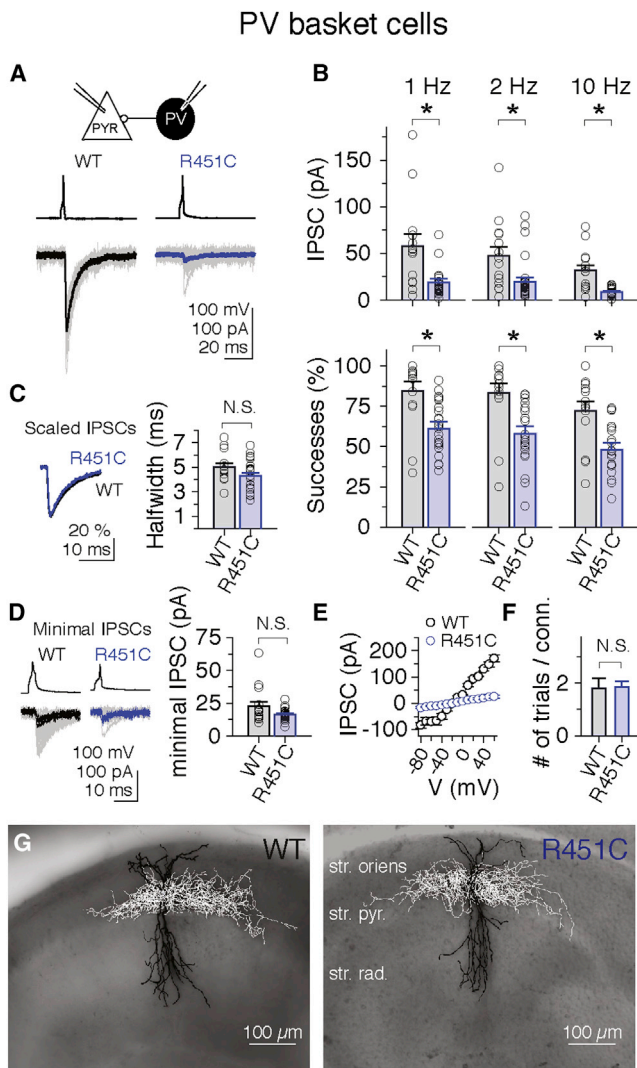 PV basket cells
A
PYR
PV
WT
R451C
100 mV
100 pA
20 ms
B
1 Hz
2 Hz
10 Hz
*
*
*
IPSC (pA)
150
100
50
0
*
*
*
Successes (%)
100
75
50
25
0
WT
R451C
WT
R451C
WT
R451C
C
Scaled IPSCs
R451C
WT
20 %
10 ms
N.S.
Halfwidth (ms)
7
5
3
1
WT
R451C
D
Minimal IPSCs
WT
R451C
100 mV
100 pA
10 ms
N.S.
minimal IPSC (pA)
75
50
25
0
WT
R451C
E
WT
R451C
IPSC (pA)
200
100
0
-100
-80
-40
0
40
V (mV)
F
N.S.
# of trials / conn.
2
0
WT
R451C
G
WT
100 µm
R451C
str. oriens
str. pyr.
str. rad.
100 µm